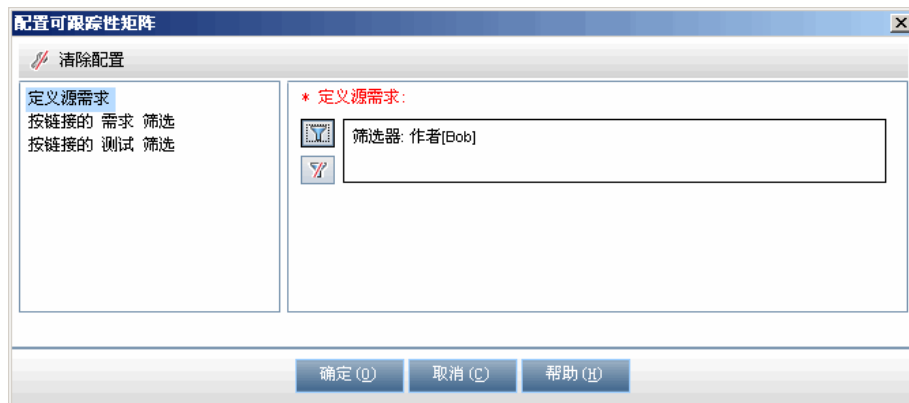 配置可跟踪性矩阵
清除配置
定义源需求
按链接的 需求 筛选
按链接的 测试 筛选
* 定义源需求:
筛选器: 作者[Bob]
确定(O)
取消(C)
帮助(H)